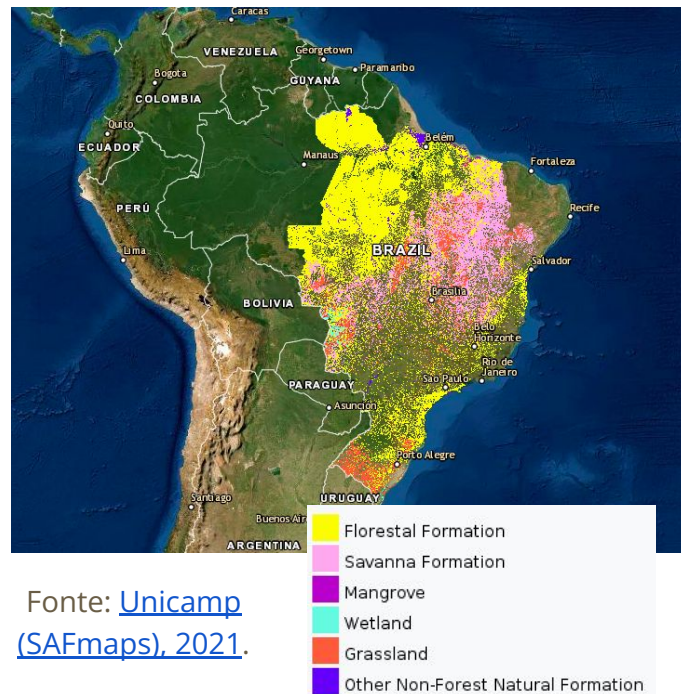 Caracas
VENEZUELA
Georgetown
Paramaribo
GUYANA
Bogota
COLOMBIA
Quito
ECUADOR
Belém
Manaus
Fortaleza
PERÚ
Recife
Lima
BRAZIL
Salvador
BOLIVIA
Brasília
Belo
Horizonte
Rio de
Janeiro
PARAGUAY
São Paulo
Asunción
Porto Alegre
Santiago
URUGUAY
Buenos Air
ARGENTINA
Florestal Formation
Savanna Formation
Mangrove
Wetland
Grassland
Other Non-Forest Natural Formation
Fonte: Unicamp
(SAFmaps), 2021.